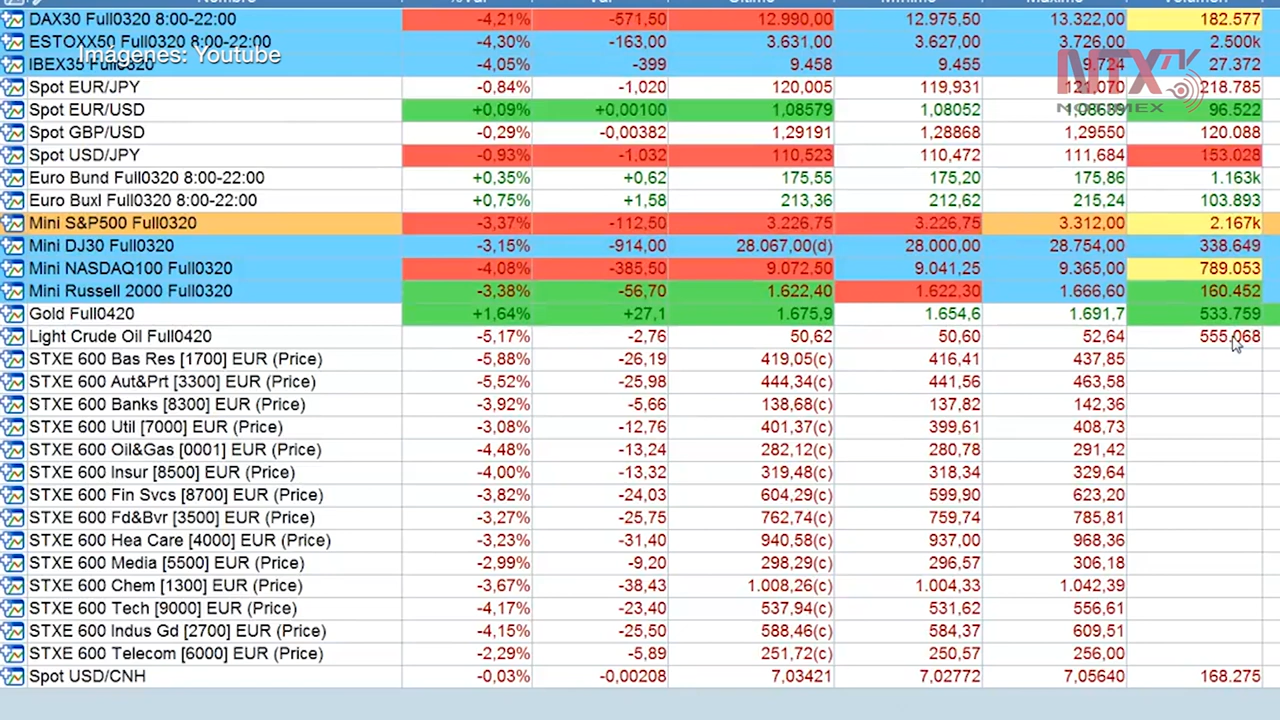 Nombre %Var Var Último Mínimo Máximo Volumen
DAX30 Full0320 8:00-22:00 -4,21% -571,50 12.990,00 12.975,50 13.322,00 182.577
ESTOXX50 Full0320 8:00-22:00 -4,30% -163,00 3.631,00 3.627,00 3.726,00 2.500k
Imágenes: Youtube
IBEX35 Full0320 -4,05% -399 9.458 9.455 9.724 27.372
NTX TV
Spot EUR/JPY -0,84% -1,020 120,005 119,931 121,070 218.785
NOTIMEX
Spot EUR/USD +0,09% +0,00100 1,08579 1,08052 1,08689 96.522
Spot GBP/USD -0,29% -0,00382 1,29191 1,28868 1,29550 120.088
Spot USD/JPY -0,93% -1,032 110,523 110,472 111,684 153.028
Euro Bund Full0320 8:00-22:00 +0,35% +0,62 175,55 175,20 175,86 1.163k
Euro Buxl Full0320 8:00-22:00 +0,75% +1,58 213,36 212,62 215,24 103.893
Mini S&P500 Full0320 -3,37% -112,50 3.226,75 3.226,75 3.312,00 2.167k
Mini DJ30 Full0320 -3,15% -914,00 28.067,00(d) 28.000,00 28.754,00 338.649
Mini NASDAQ100 Full0320 -4,08% -385,50 9.072,50 9.041,25 9.365,00 789.053
Mini Russell 2000 Full0320 -3,38% -56,70 1.622,40 1.622,30 1.666,60 160.452
Gold Full0420 +1,64% +27,1 1.675,9 1.654,6 1.691,7 533.759
Light Crude Oil Full0420 -5,17% -2,76 50,62 50,60 52,64 555.068
STXE 600 Bas Res [1700] EUR (Price) -5,88% -26,19 419,05(c) 416,41 437,85
STXE 600 Aut&Prt [3300] EUR (Price) -5,52% -25,98 444,34(c) 441,56 463,58
STXE 600 Banks [8300] EUR (Price) -3,92% -5,66 138,68(c) 137,82 142,36
STXE 600 Util [7000] EUR (Price) -3,08% -12,76 401,37(c) 399,61 408,73
STXE 600 Oil&Gas [0001] EUR (Price) -4,48% -13,24 282,12(c) 280,78 291,42
STXE 600 Insur [8500] EUR (Price) -4,00% -13,32 319,48(c) 318,34 329,64
STXE 600 Fin Svcs [8700] EUR (Price) -3,82% -24,03 604,29(c) 599,90 623,20
STXE 600 Fd&Bvr [3500] EUR (Price) -3,27% -25,75 762,74(c) 759,74 785,81
STXE 600 Hea Care [4000] EUR (Price) -3,23% -31,40 940,58(c) 937,00 968,36
STXE 600 Media [5500] EUR (Price) -2,99% -9,20 298,29(c) 296,57 306,18
STXE 600 Chem [1300] EUR (Price) -3,67% -38,43 1.008,26(c) 1.004,33 1.042,39
STXE 600 Tech [9000] EUR (Price) -4,17% -23,40 537,94(c) 531,62 556,61
STXE 600 Indus Gd [2700] EUR (Price) -4,15% -25,50 588,46(c) 584,37 609,51
STXE 600 Telecom [6000] EUR (Price) -2,29% -5,89 251,72(c) 250,57 256,00
Spot USD/CNH -0,03% -0,00208 7,03421 7,02772 7,05640 168.275